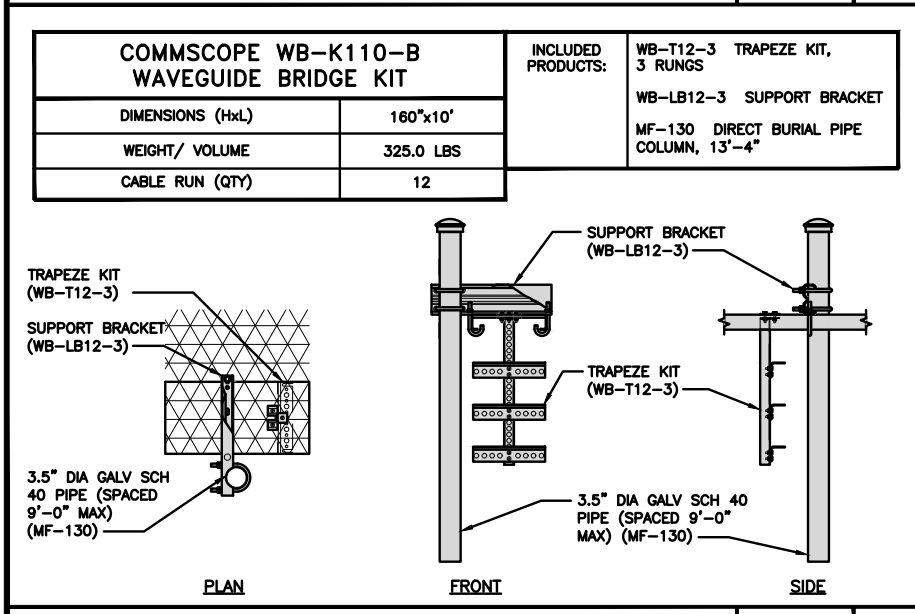 COMMSCOPE WB-K110-B
WAVEGUIDE BRIDGE KIT
DIMENSIONS (HxL)
160"x10'
WEIGHT/ VOLUME
325.0 LBS
CABLE RUN (QTY)
12
INCLUDED
PRODUCTS:
WB-T12-3 TRAPEZE KIT,
3 RUNGS
WB-LB12-3 SUPPORT BRACKET
MF-130 DIRECT BURIAL PIPE
COLUMN, 13'-4"
TRAPEZE KIT
(WB-T12-3)
SUPPORT BRACKET
(WB-LB12-3)
3.5" DIA GALV SCH
40 PIPE (SPACED
9'-0" MAX)
(MF-130)
PLAN
SUPPORT BRACKET
(WB-LB12-3)
TRAPEZE KIT
(WB-T12-3)
3.5" DIA GALV SCH 40
PIPE (SPACED 9'-0"
MAX) (MF-130)
FRONT
SIDE